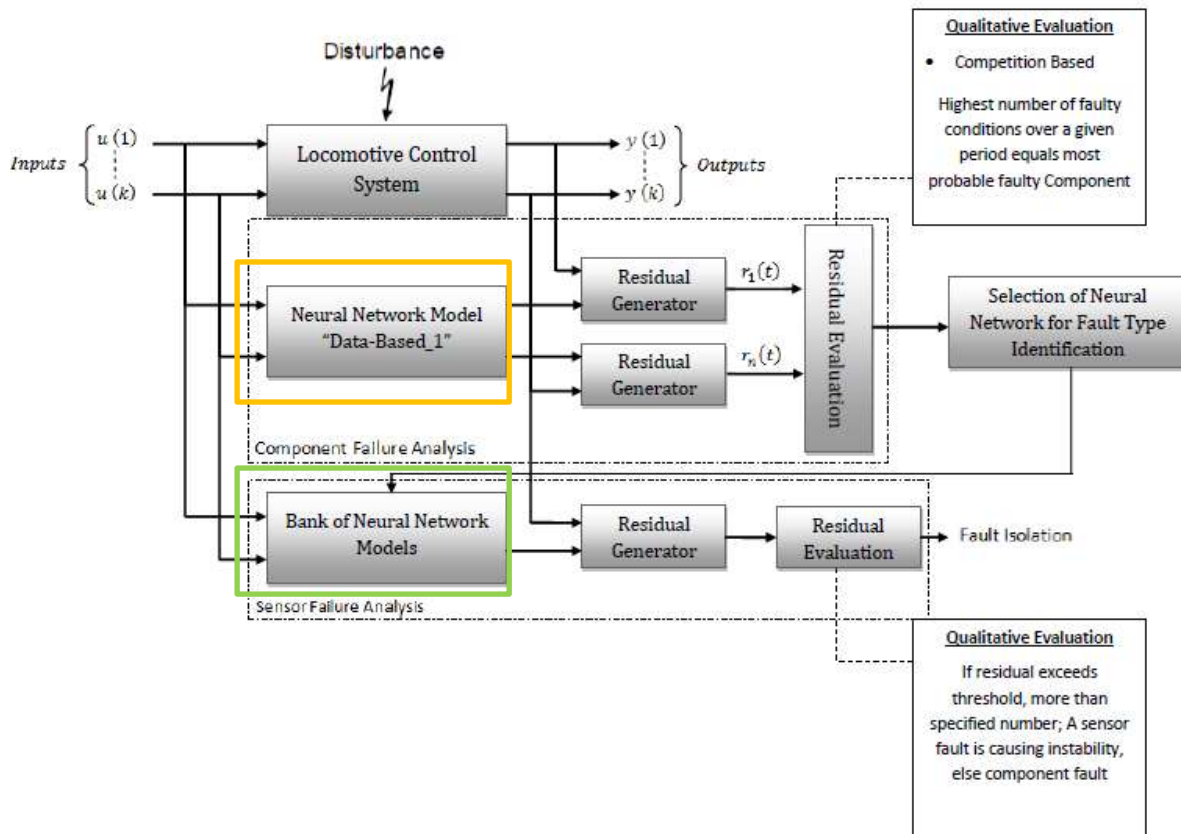 Qualitative Evaluation
• Competition Based
Highest number of faulty
conditions over a given
period equals most
probable faulty Component
Disturbance
Inputs
u (1)
u (k)
Locomotive Control
System
y (1)
y (k)
Outputs
Neural Network Model
“Data-Based_1”
Residual
Generator
r₁(t)
Residual
Generator
rₙ(t)
Residual Evaluation
Selection of Neural
Network for Fault Type
Identification
Component Failure Analysis
Bank of Neural Network
Models
Residual
Generator
Residual
Evaluation
Fault Isolation
Sensor Failure Analysis
Qualitative Evaluation
If residual exceeds
threshold, more than
specified number; A sensor
fault is causing instability,
else component fault